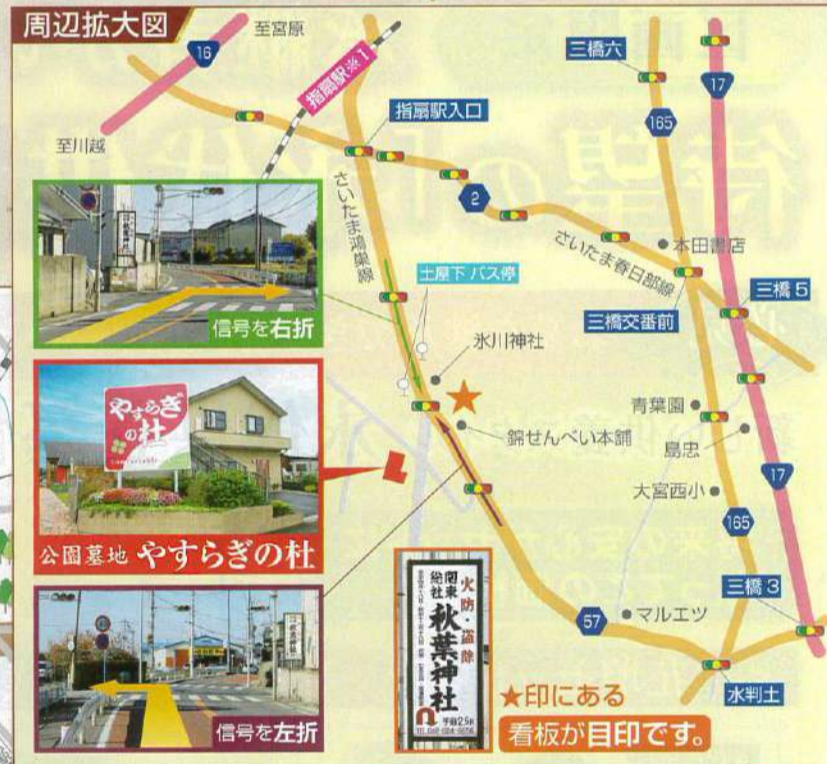 周辺拡大図
至宮原
16
指扇駅※1
至川越
指扇駅入口
三橋六
17
165
2
さいたま鴻巣線
さいたま春日部線
本田書店
三橋5
三橋交番前
土屋下 バス停
氷川神社
信号を右折
やすらぎの杜
青葉園
島忠
錦せんべい本舗
大宮西小
17
165
公園墓地 やすらぎの杜
三橋3
57
マルエツ
水判土
火防・盗除
関東総社
秋葉神社
信号を左折
★印にある
看板が目印です。